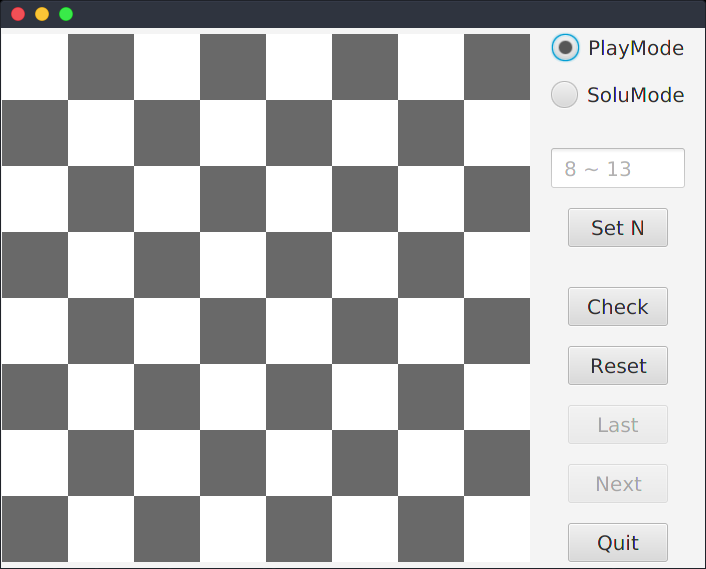 PlayMode
SoluMode
8 ~ 13
Set N
Check
Reset
Last
Next
Quit